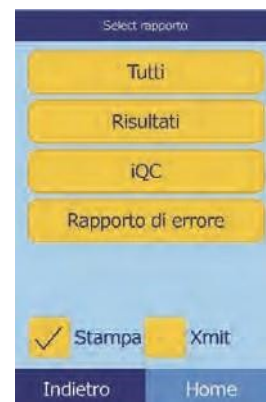 Select rapporto
Tutti
Risultati
iQC
Rapporto di errore
Stampa Xmit
Indietro Home